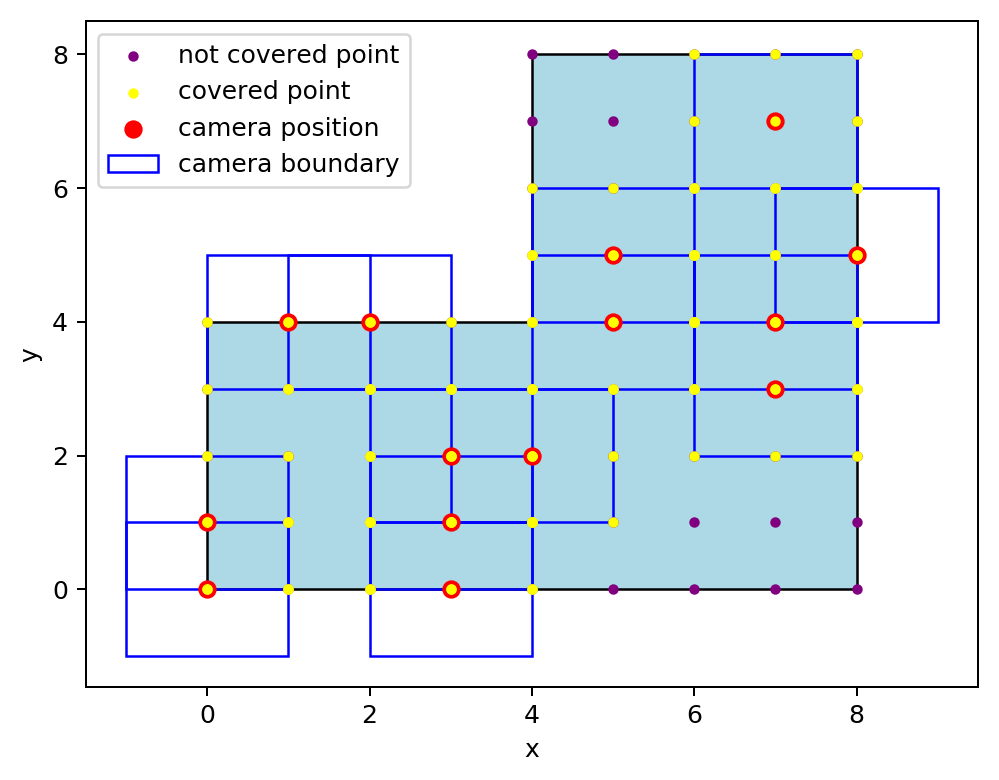 not covered point
covered point
camera position
camera boundary
8
6
4
2
0
y
0 2 4 6 8
x